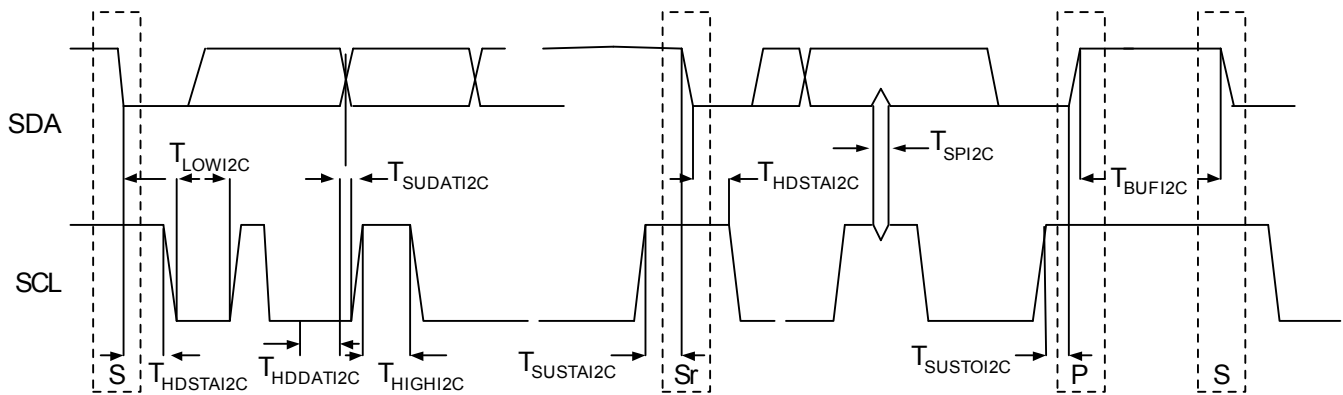 SDA
T_LOWI2C
T_SUDATI2C
T_SPI2C
T_HDSTAI2C
T_BUFI2C
SCL
S
T_HDSTAI2C
T_HDDATI2C
T_HIGHI2C
T_SUSTAI2C
Sr
T_SUSTOI2C
P
S